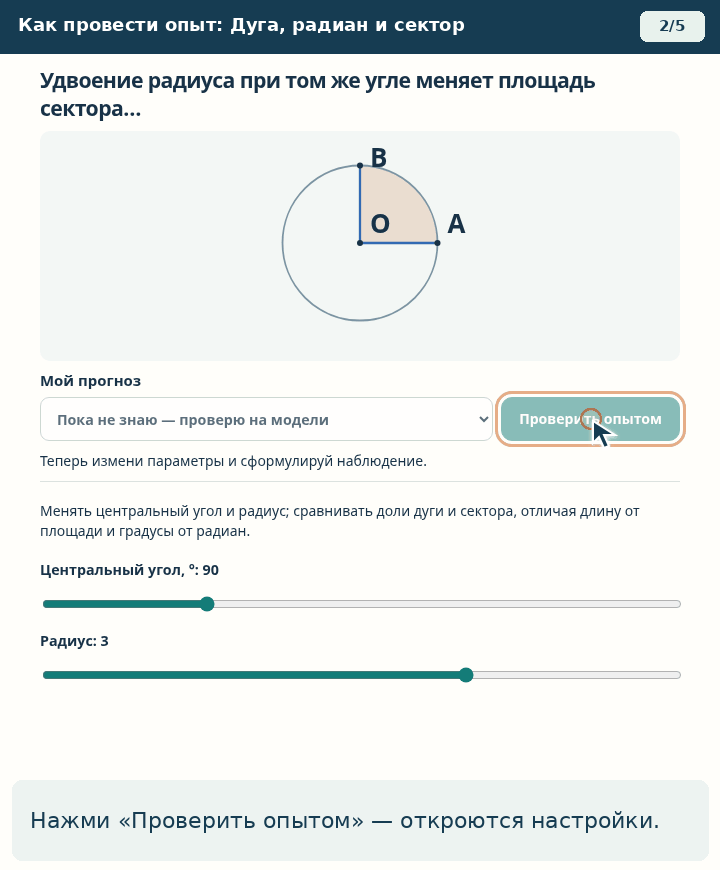 Как провести опыт: Дуга, радиан и сектор
2/5
Удвоение радиуса при том же угле меняет площадь
сектора…
B
O
A
Мой прогноз
Пока не знаю — проверю на модели
Проверить опытом
Теперь измени параметры и сформулируй наблюдение.
Менять центральный угол и радиус; сравнивать доли дуги и сектора, отличая длину от
площади и градусы от радиан.
Центральный угол, °: 90
Радиус: 3
Нажми «Проверить опытом» — откроются настройки.